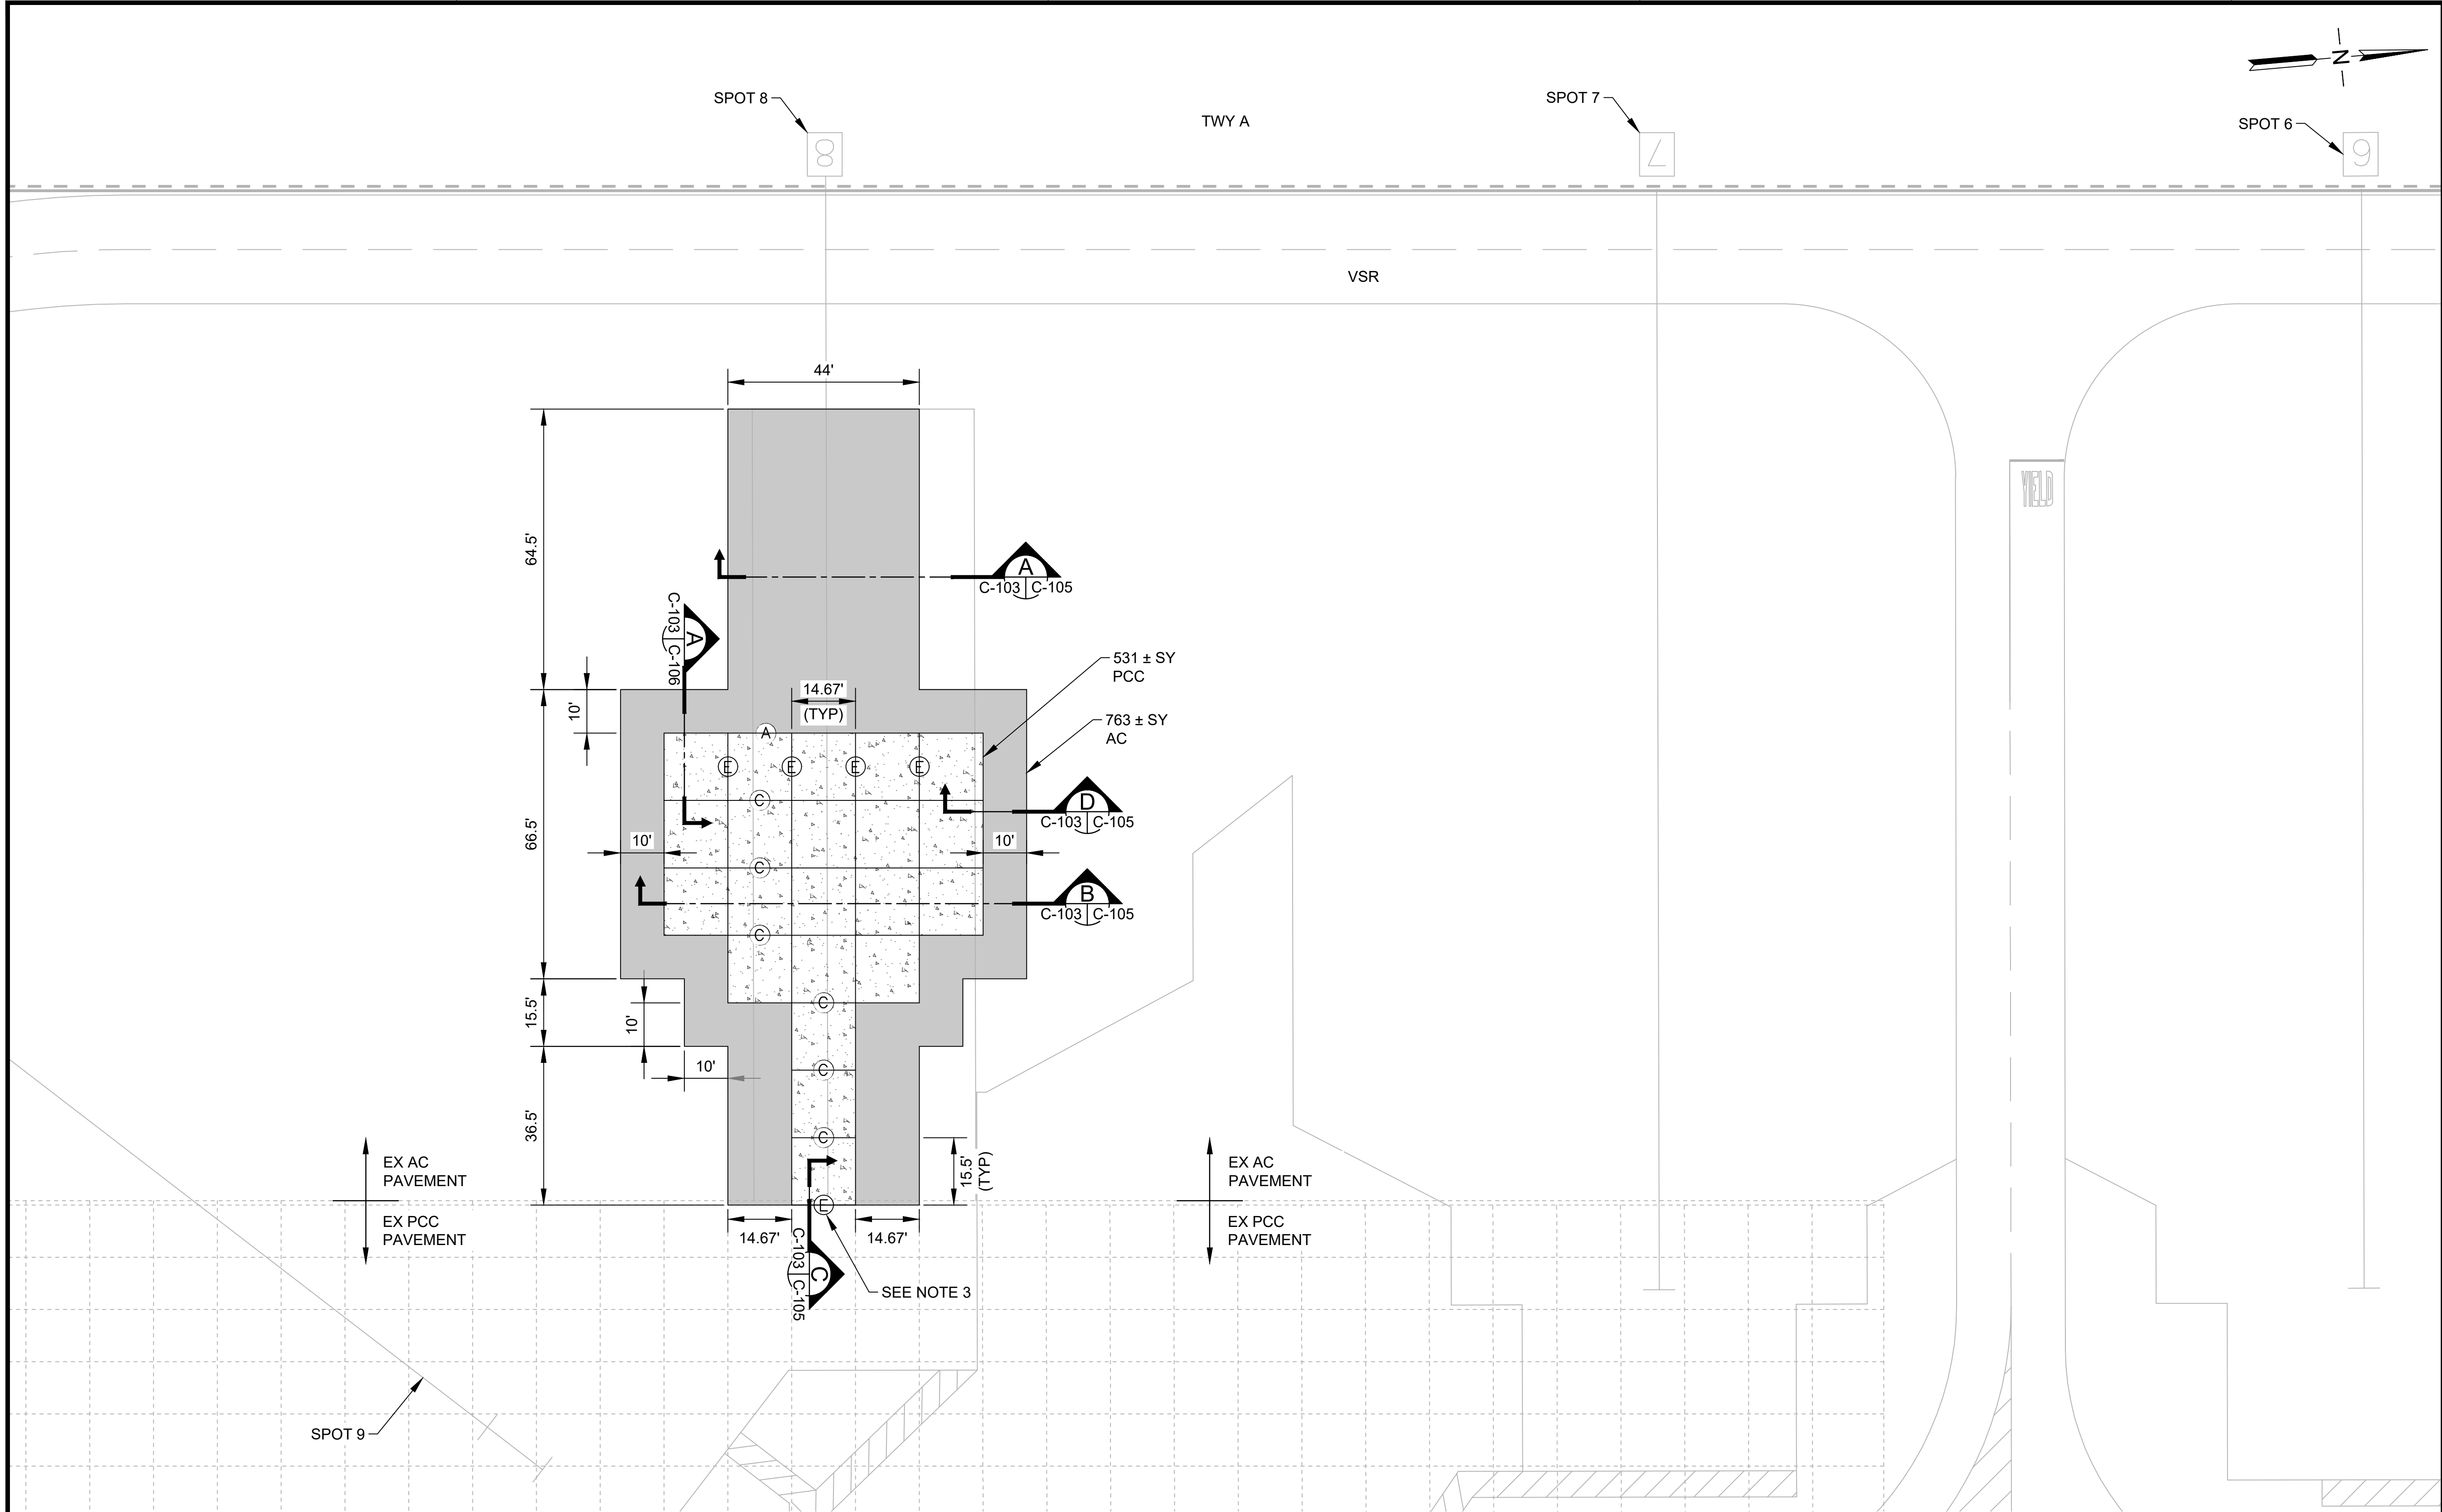 N
SPOT 8
SPOT 7
SPOT 6
TWY A
8
7
6
VSR
44'
YIELD
64.5'
A
C-103 C-105
A
C-103 C-106
531 ± SY
PCC
14.67'
(TYP)
10'
763 ± SY
AC
A
E E E E
D
C-103 C-105
C
66.5'
10'
10'
C
B
C-103 C-105
C
15.5'
10'
C
10'
C
36.5'
C
15.5'
(TYP)
EX AC
PAVEMENT
EX PCC
PAVEMENT
EX AC
PAVEMENT
EX PCC
PAVEMENT
E
14.67'
14.67'
C
C-103 C-105
SEE NOTE 3
SPOT 9